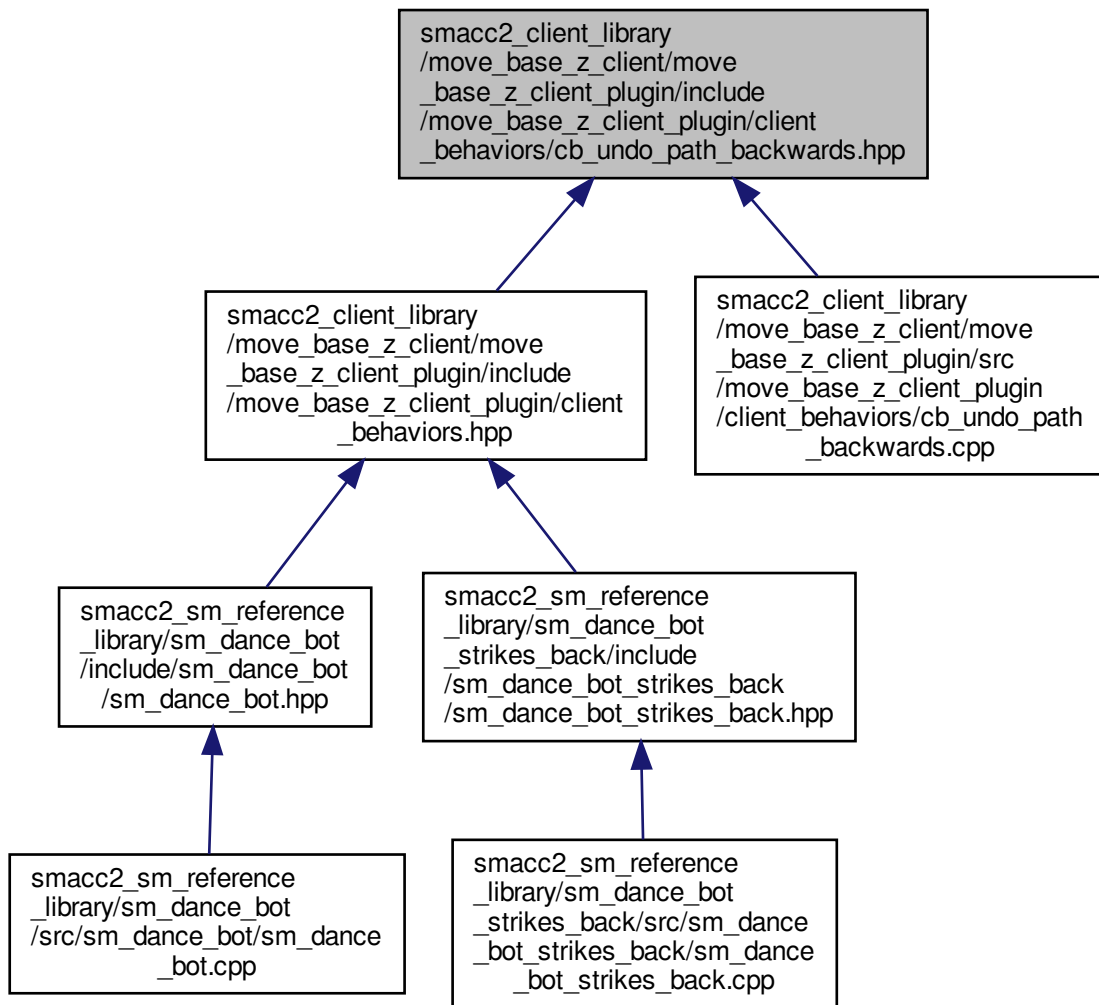 smacc2_client_library
/move_base_z_client/move
_base_z_client_plugin/include
/move_base_z_client_plugin/client
_behaviors/cb_undo_path_backwards.hpp
smacc2_client_library
/move_base_z_client/move
_base_z_client_plugin/include
/move_base_z_client_plugin/client
_behaviors.hpp
smacc2_client_library
/move_base_z_client/move
_base_z_client_plugin/src
/move_base_z_client_plugin
/client_behaviors/cb_undo_path
_backwards.cpp
smacc2_sm_reference
_library/sm_dance_bot
/include/sm_dance_bot
/sm_dance_bot.hpp
smacc2_sm_reference
_library/sm_dance_bot
_strikes_back/include
/sm_dance_bot_strikes_back
/sm_dance_bot_strikes_back.hpp
smacc2_sm_reference
_library/sm_dance_bot
/src/sm_dance_bot/sm_dance
_bot.cpp
smacc2_sm_reference
_library/sm_dance_bot
_strikes_back/src/sm_dance
_bot_strikes_back/sm_dance
_bot_strikes_back.cpp